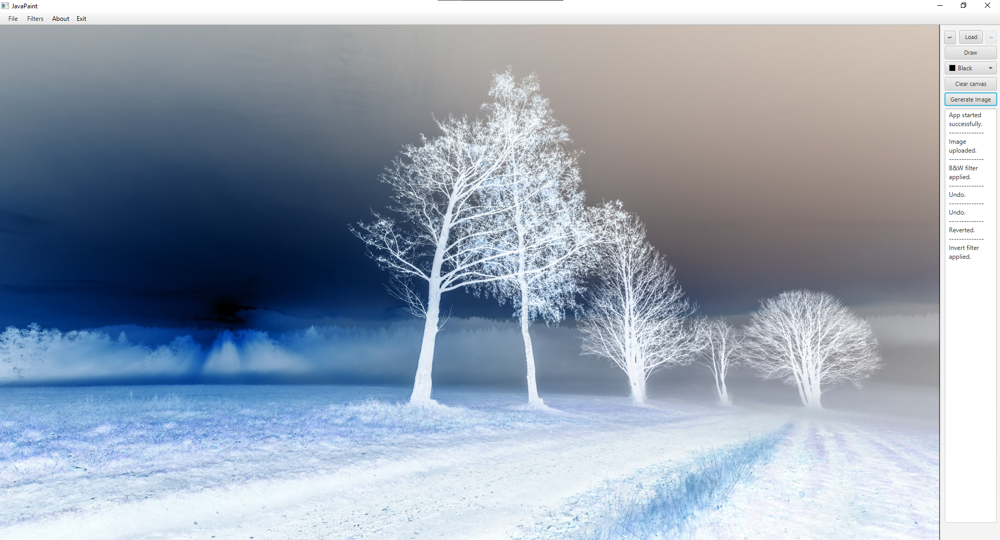 JavaPaint
File Filters About Exit
↩ Load ↪
Draw
Black
Clear canvas
Generate Image
App started
successfully.
--------------
Image
uploaded.
--------------
B&W filter
applied.
--------------
Undo.
--------------
Undo.
--------------
Reverted.
--------------
Invert filter
applied.